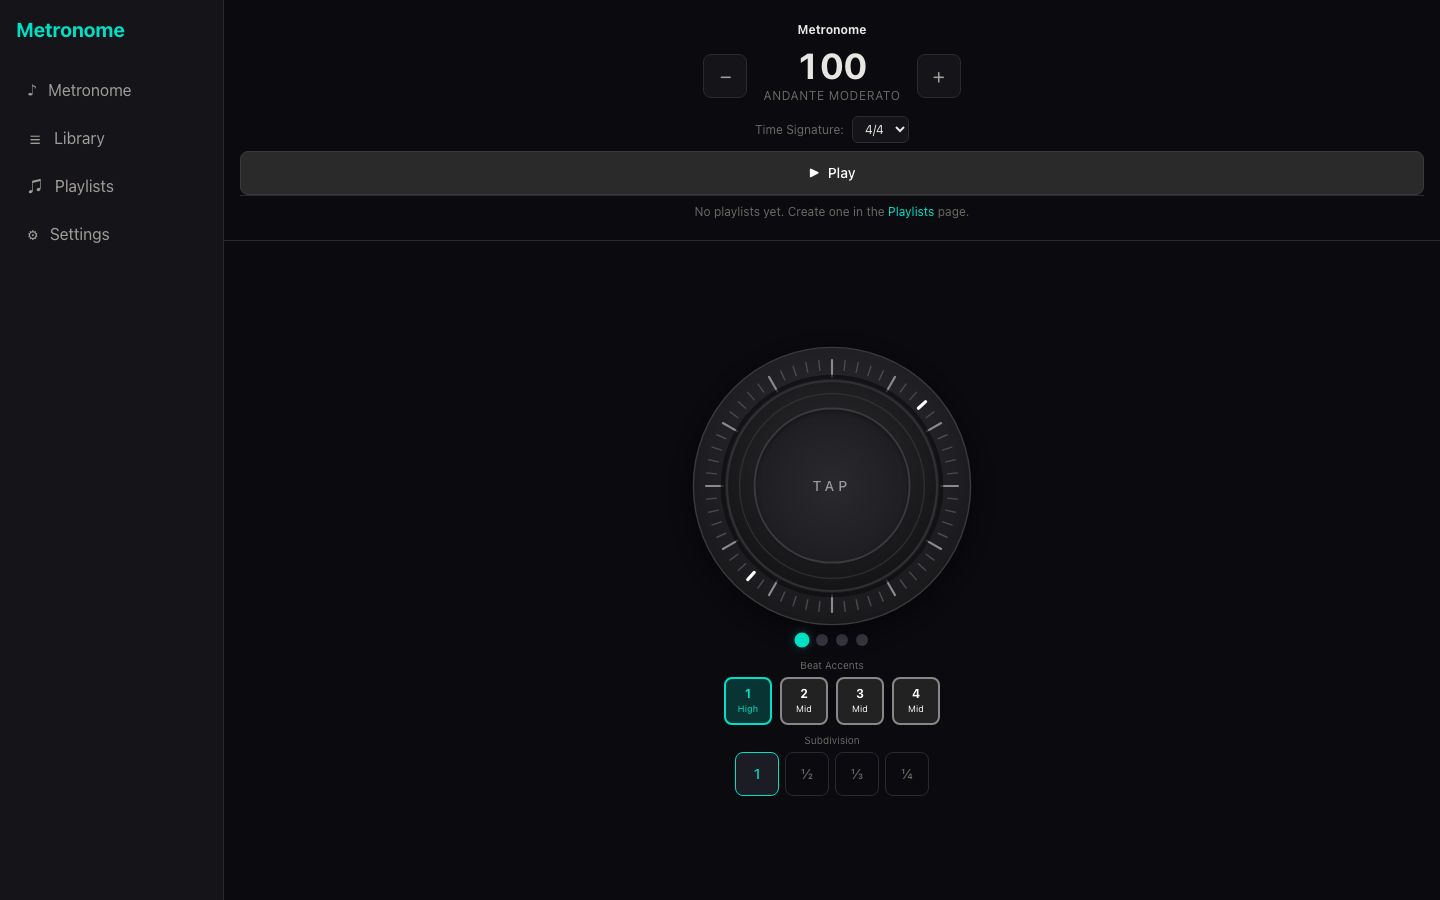 Metronome
♪ Metronome
≡ Library
♫ Playlists
⚙ Settings
Metronome
− 100 +
ANDANTE MODERATO
Time Signature: 4/4
▶ Play
No playlists yet. Create one in the Playlists page.
TAP
Beat Accents
1 2 3 4
High Mid Mid Mid
Subdivision
1 ½ ⅓ ¼